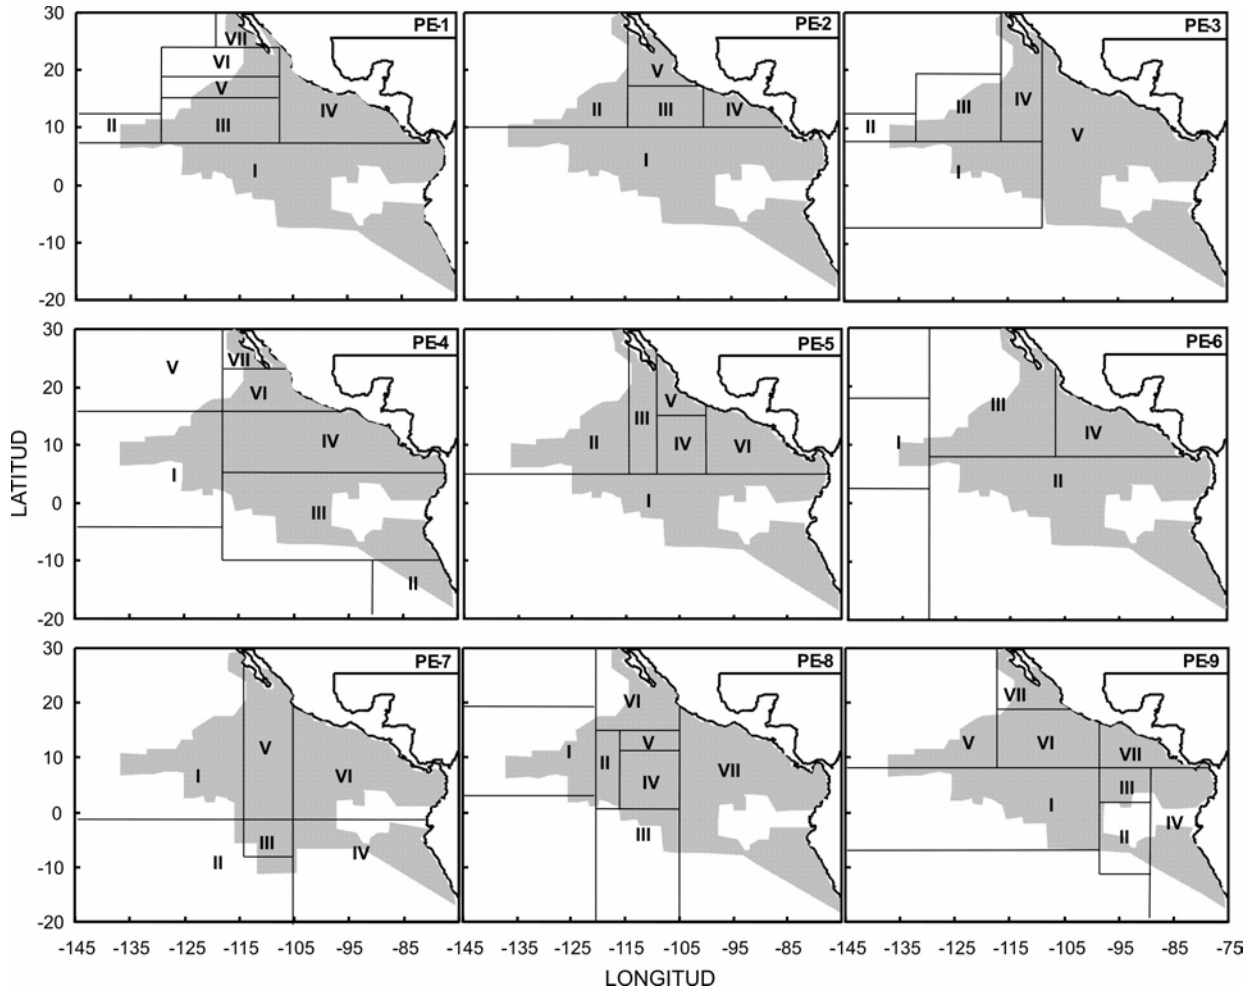 30 PE-1 PE-2 PE-3
VII
20 VI V
V II III IV III IV
II III IV II V
10
I I I
0
-10
-20
30 PE-4 PE-5 PE-6
V VII
20 VI V III
III
10 IV II IV VI I IV
I II
LATITUD
0 III I
-10
II
-20
30 PE-7 PE-8 PE-9
20 VI VII
V V V VI VII
10 I II
I VI IV VII III
I
0 II IV
III III II
-10 II IV
-20
-145 -135 -125 -115 -105 -95 -85 -145 -135 -125 -115 -105 -95 -85 -145 -135 -125 -115 -105 -95 -85 -75
LONGITUD